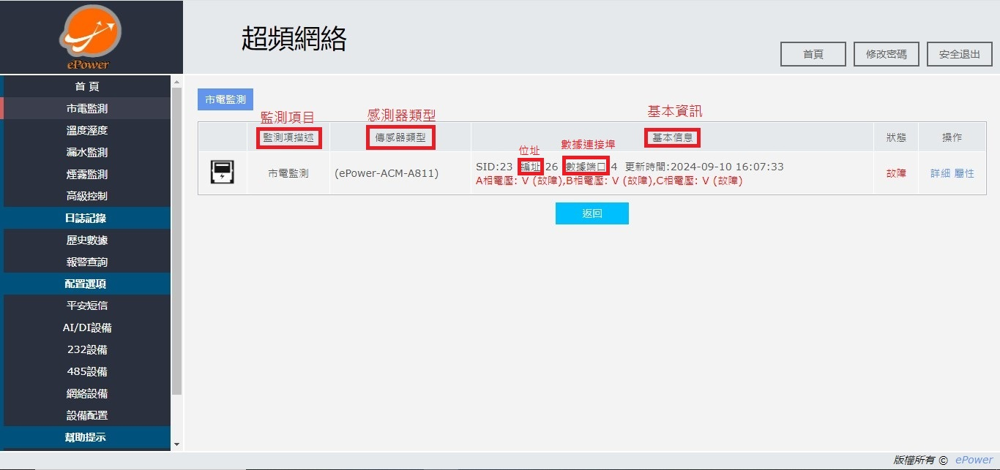 ePower
超頻網絡
首頁
修改密碼
安全退出
首 頁
市電監測
溫度溼度
漏水監測
煙霧監測
高級控制
日誌記錄
歷史數據
報警查詢
配置選項
平安短信
AI/DI設備
232設備
485設備
網絡設備
設備配置
幫助提示
市電監測
監測項目
感測器類型
基本資訊
監測項描述
傳感器類型
基本信息
狀態
操作
位址
數據連接埠
市電監測
(ePower-ACM-A811)
SID:23 編址 26 數據端口 4 更新時間:2024-09-10 16:07:33
A相電壓: V (故障),B相電壓: V (故障),C相電壓: V (故障)
故障
詳細 屬性
返回
版權所有 © ePower